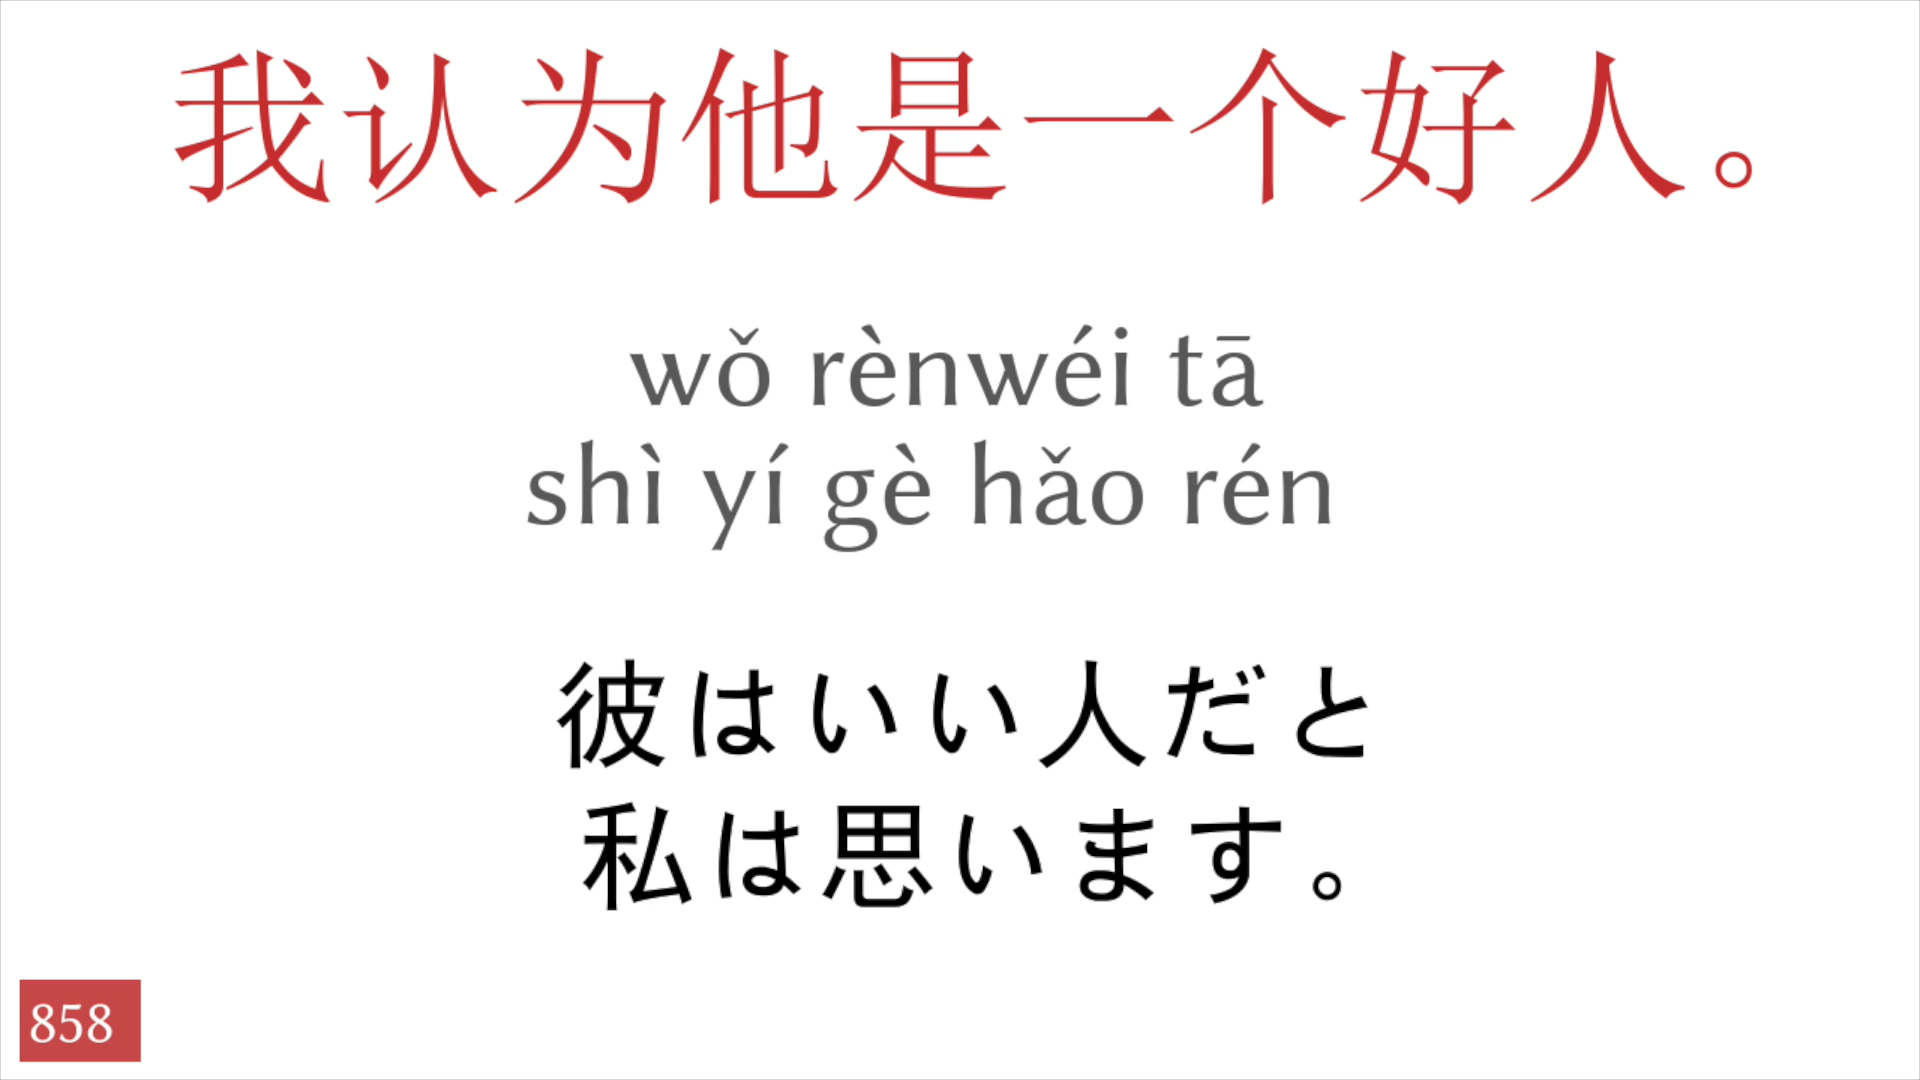 我认为他是一个好人。
wǒ rènwéi tā
shì yí gè hǎo rén
彼はいい人だと
私は思います。
858